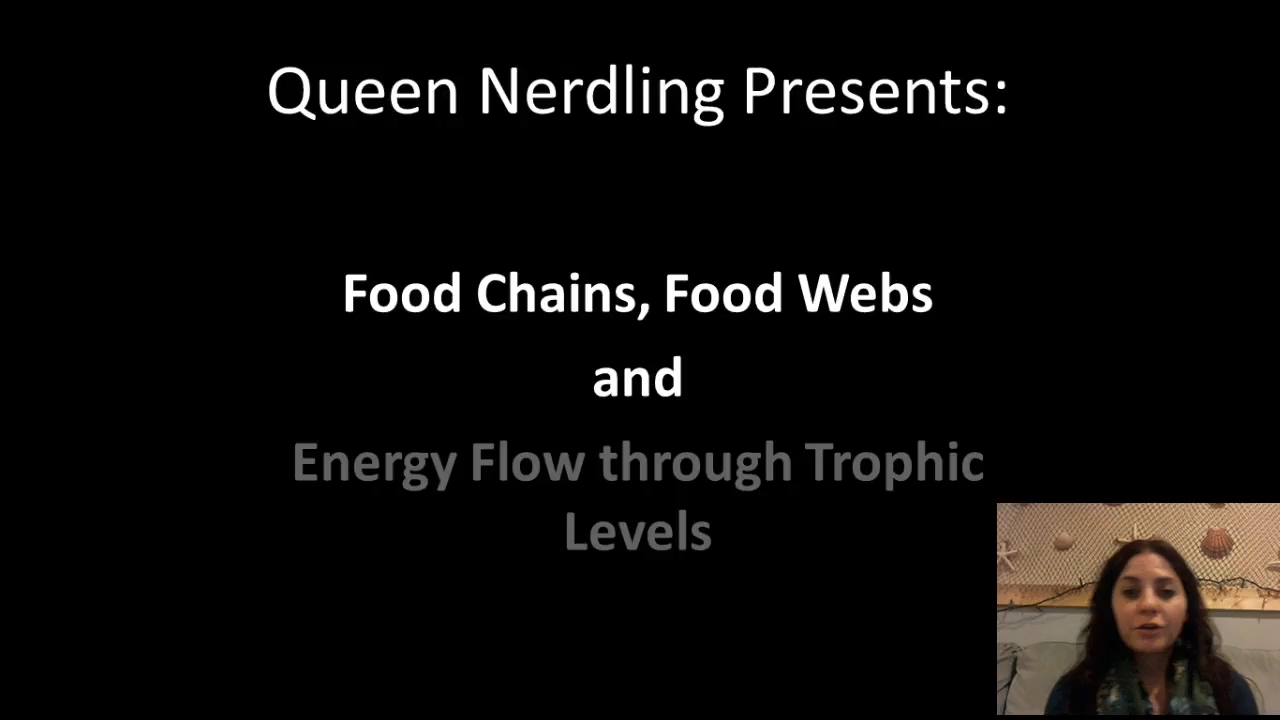 Queen Nerdling Presents:
Food Chains, Food Webs
and
Energy Flow through Trophic
Levels